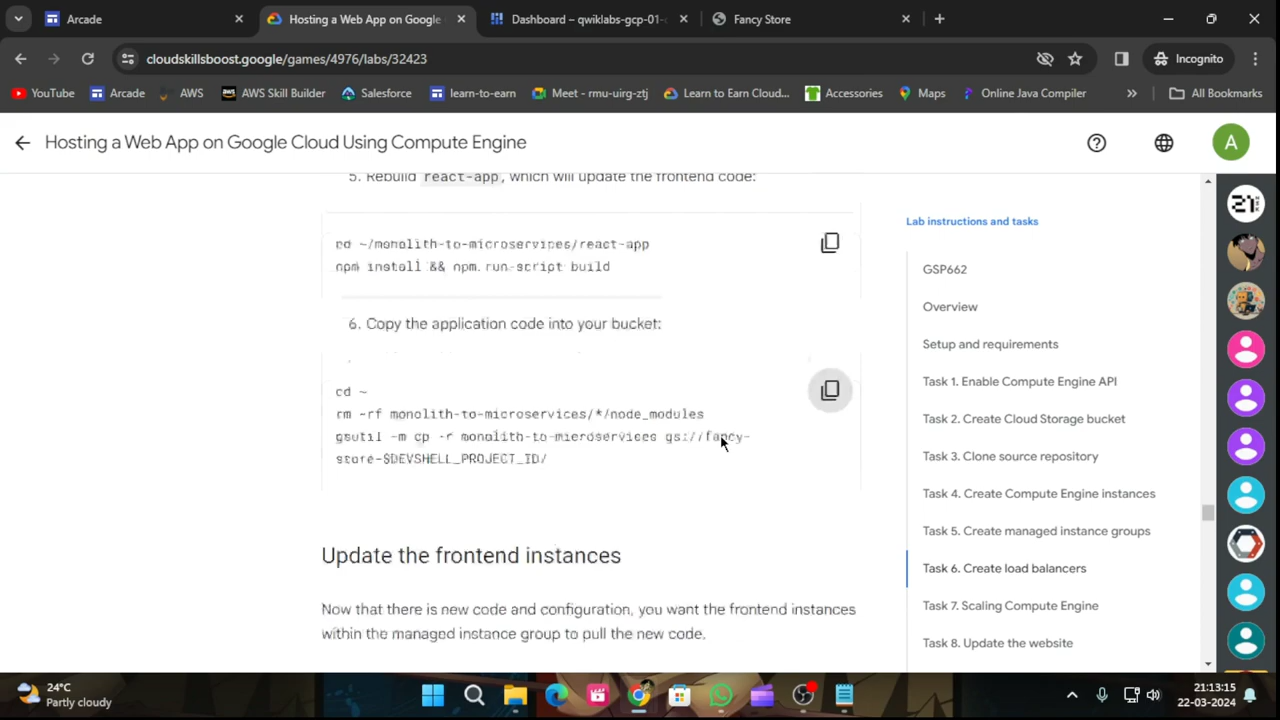 Arcade
Hosting a Web App on Google
Dashboard – qwiklabs-gcp-01-
Fancy Store
cloudskillsboost.google/games/4976/labs/32423
Incognito
YouTube
Arcade
AWS
AWS Skill Builder
Salesforce
learn-to-earn
Meet - rmu-uirg-ztj
Learn to Earn Cloud...
Accessories
Maps
Online Java Compiler
All Bookmarks
Hosting a Web App on Google Cloud Using Compute Engine
A
5. Rebuild react-app, which will update the frontend code:
cd ~/monolith-to-microservices/react-app
npm install && npm run-script build
6. Copy the application code into your bucket:
cd ~
rm -rf monolith-to-microservices/*/node_modules
gsutil -m cp -r monolith-to-microservices gs://fancy-
store-$DEVSHELL_PROJECT_ID/
Update the frontend instances
Now that there is new code and configuration, you want the frontend instances
within the managed instance group to pull the new code.
Lab instructions and tasks
GSP662
Overview
Setup and requirements
Task 1. Enable Compute Engine API
Task 2. Create Cloud Storage bucket
Task 3. Clone source repository
Task 4. Create Compute Engine instances
Task 5. Create managed instance groups
Task 6. Create load balancers
Task 7. Scaling Compute Engine
Task 8. Update the website
24°C
Partly cloudy
21:13:15
22-03-2024